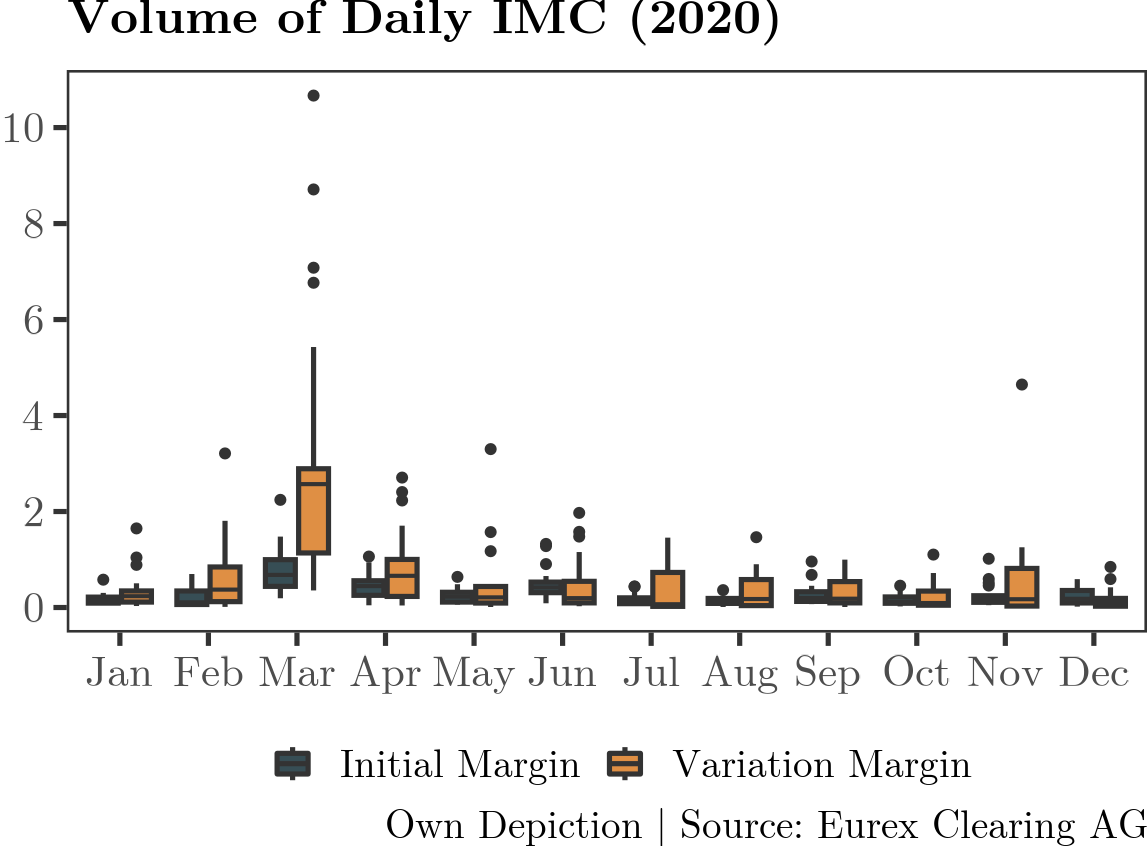 Volume of Daily IMC (2020)
10
8
6
4
2
0
Jan Feb Mar Apr May Jun Jul Aug Sep Oct Nov Dec
Initial Margin Variation Margin
Own Depiction | Source: Eurex Clearing AG